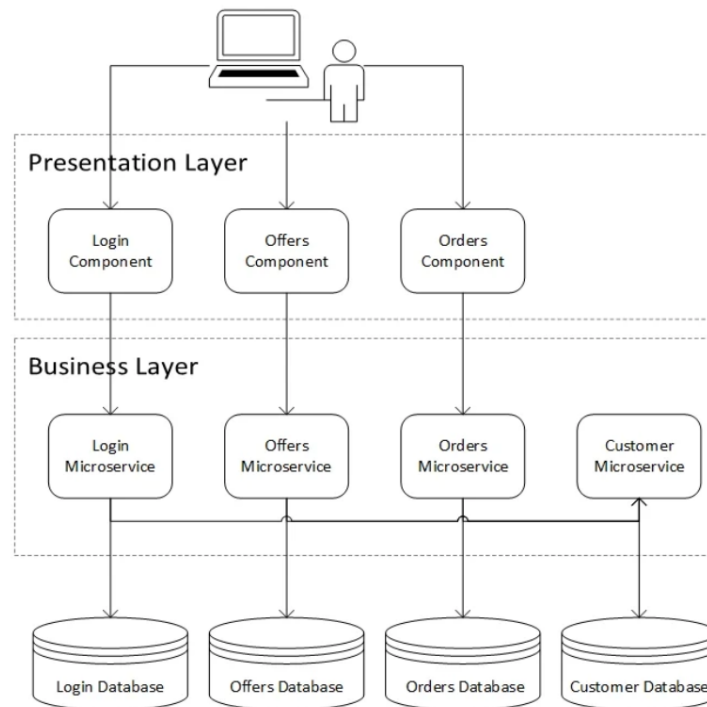 Presentation Layer
Login
Component
Offers
Component
Orders
Component
Business Layer
Login
Microservice
Offers
Microservice
Orders
Microservice
Customer
Microservice
Login Database
Offers Database
Orders Database
Customer Database